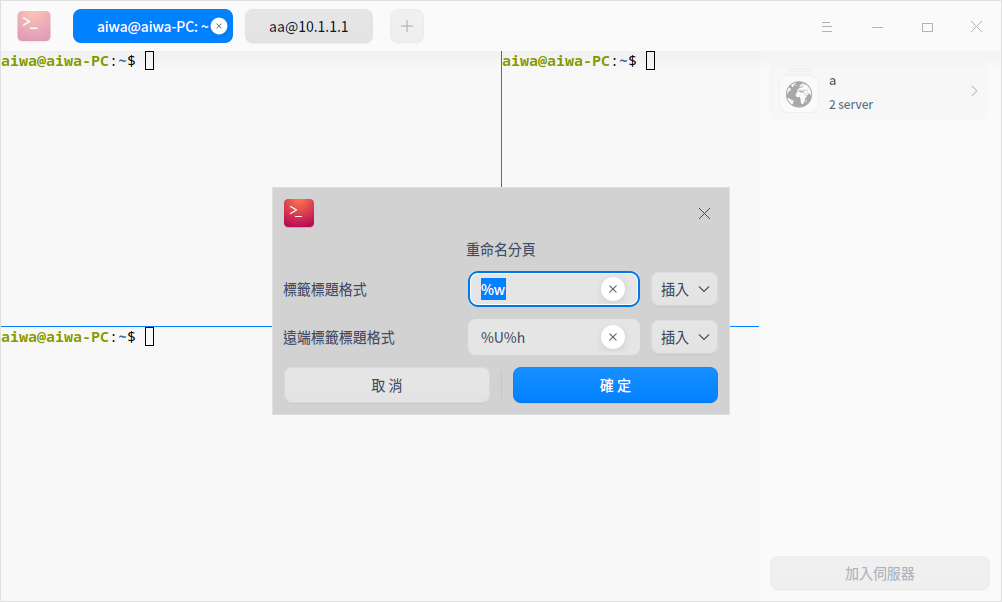 aiwa@aiwa-PC: ~
aa@10.1.1.1
aiwa@aiwa-PC:~$
aiwa@aiwa-PC:~$
a
2 server
重命名分頁
標籤標題格式
%w
插入
遠端標籤標題格式
%U%h
插入
取消
確定
aiwa@aiwa-PC:~$
加入伺服器